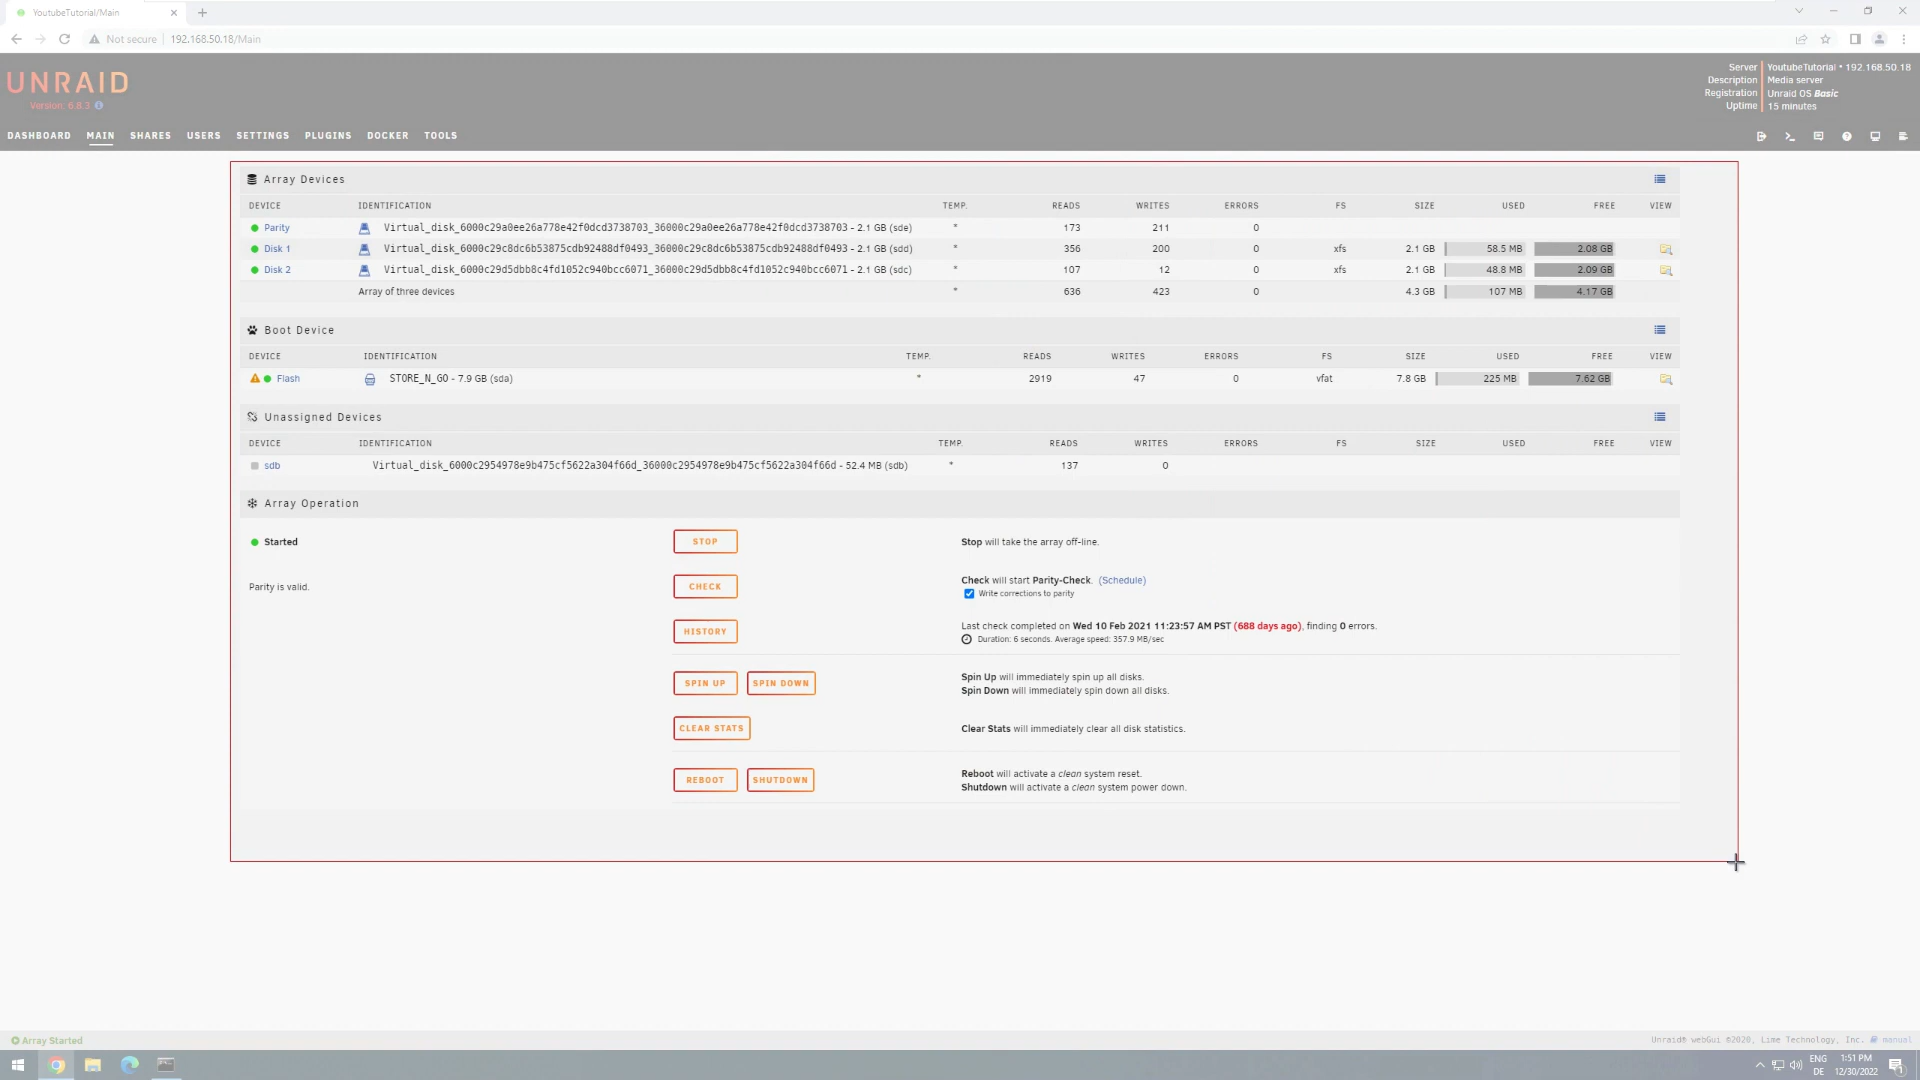 YoutubeTutorial/Main
Not secure 192.168.50.18/Main
UNRAID
Version: 6.8.3
Server YoutubeTutorial • 192.168.50.18
Description Media server
Registration Unraid OS Basic
Uptime 15 minutes
DASHBOARD MAIN SHARES USERS SETTINGS PLUGINS DOCKER TOOLS
Array Devices
DEVICE IDENTIFICATION TEMP. READS WRITES ERRORS FS SIZE USED FREE VIEW
Parity Virtual_disk_6000c29a0ee26a778e42f0dcd3738703_36000c29a0ee26a778e42f0dcd3738703 - 2.1 GB (sde) * 173 211 0
Disk 1 Virtual_disk_6000c29c8dc6b53875cdb92488df0493_36000c29c8dc6b53875cdb92488df0493 - 2.1 GB (sdd) * 356 200 0 xfs 2.1 GB 58.5 MB 2.08 GB
Disk 2 Virtual_disk_6000c29d5dbb8c4fd1052c940bcc6071_36000c29d5dbb8c4fd1052c940bcc6071 - 2.1 GB (sdc) * 107 12 0 xfs 2.1 GB 48.8 MB 2.09 GB
Array of three devices * 636 423 0 4.3 GB 107 MB 4.17 GB
Boot Device
DEVICE IDENTIFICATION TEMP. READS WRITES ERRORS FS SIZE USED FREE VIEW
Flash STORE_N_GO - 7.9 GB (sda) * 2919 47 0 vfat 7.8 GB 225 MB 7.62 GB
Unassigned Devices
DEVICE IDENTIFICATION TEMP. READS WRITES ERRORS FS SIZE USED FREE VIEW
sdb Virtual_disk_6000c2954978e9b475cf5622a304f66d_36000c2954978e9b475cf5622a304f66d - 52.4 MB (sdb) * 137 0
Array Operation
Started STOP Stop will take the array off-line.
Parity is valid. CHECK Check will start Parity-Check. (Schedule)
Write corrections to parity
HISTORY Last check completed on Wed 10 Feb 2021 11:23:57 AM PST (688 days ago), finding 0 errors.
Duration: 6 seconds. Average speed: 357.9 MB/sec
SPIN UP SPIN DOWN Spin Up will immediately spin up all disks.
Spin Down will immediately spin down all disks.
CLEAR STATS Clear Stats will immediately clear all disk statistics.
REBOOT SHUTDOWN Reboot will activate a clean system reset.
Shutdown will activate a clean system power down.
Array Started
Unraid® webGui ©2020, Lime Technology, Inc. manual
ENG 1:51 PM
DE 12/30/2022